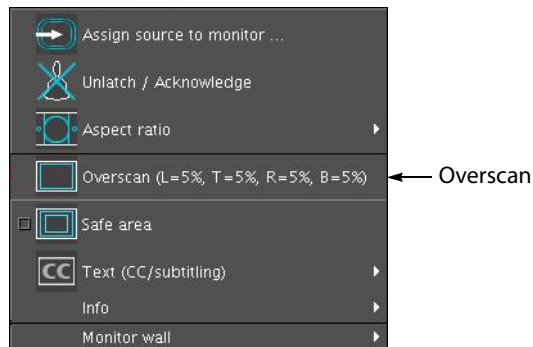 Assign source to monitor ...
Unlatch / Acknowledge
Aspect ratio
Overscan (L=5%, T=5%, R=5%, B=5%)
Overscan
Safe area
CC Text (CC/subtitling)
Info
Monitor wall